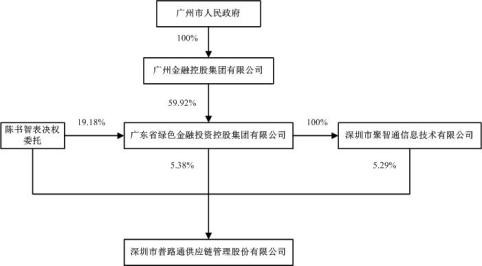 广州市人民政府
100%
广州金融控股集团有限公司
59.92%
陈书智表决权
委托
19.18%
广东省绿色金融投资控股集团有限公司
100%
深圳市聚智通信息技术有限公司
5.38%
5.29%
深圳市普路通供应链管理股份有限公司